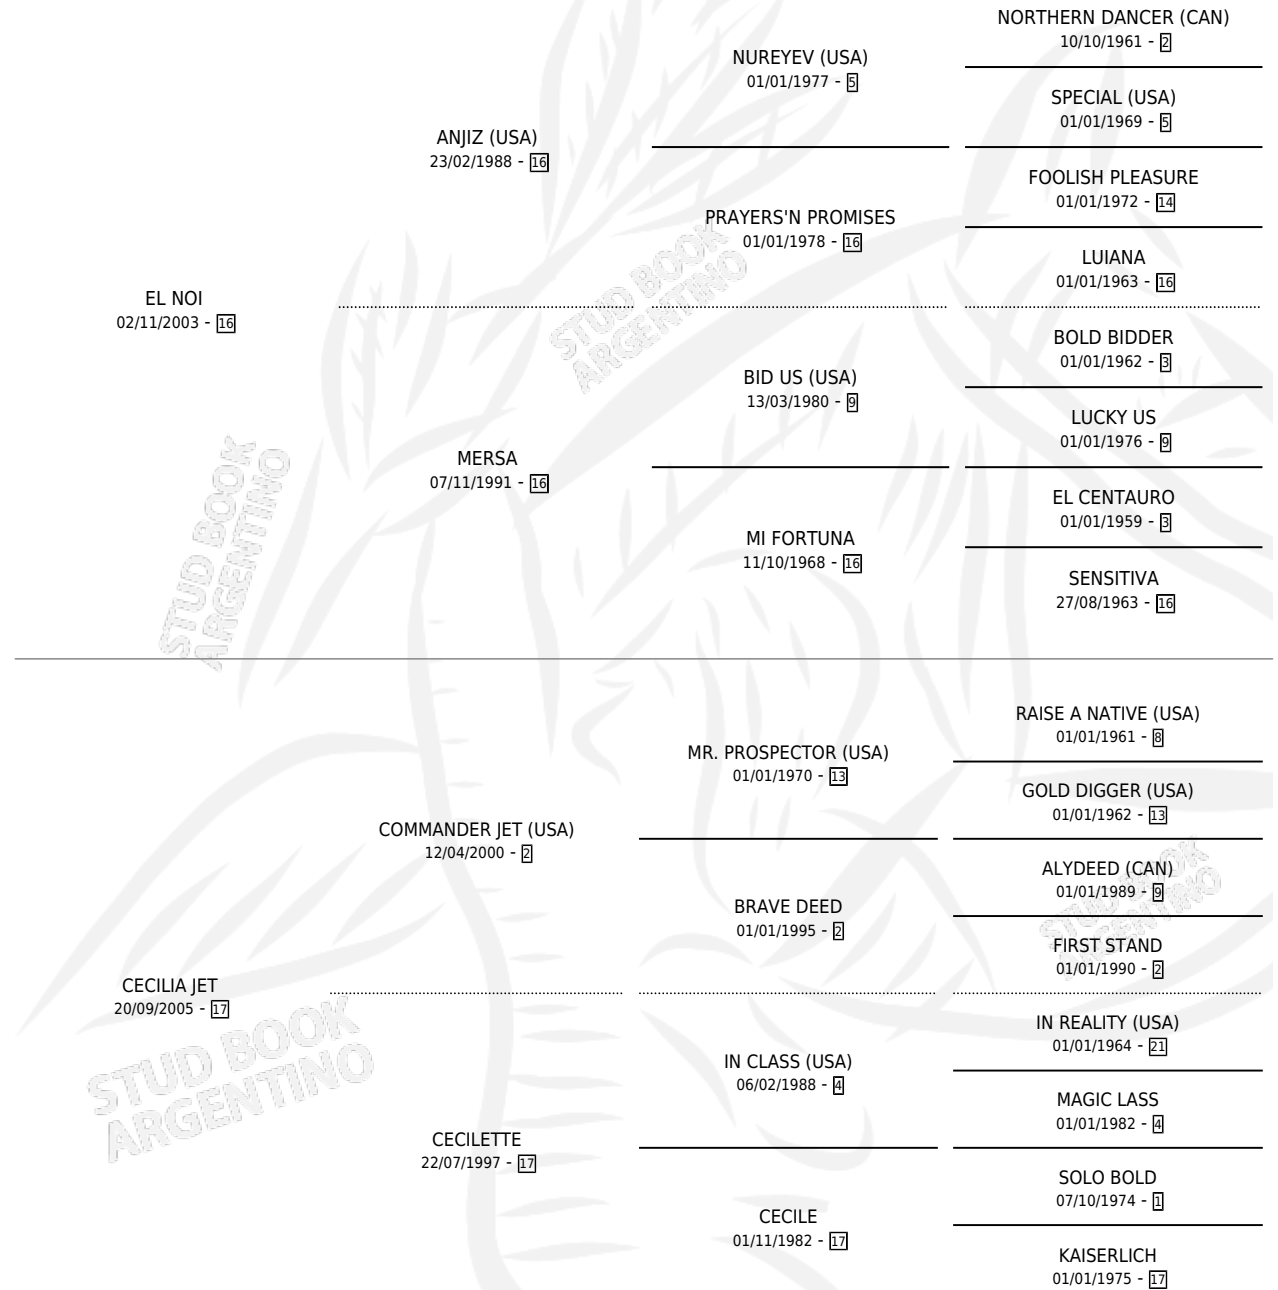 NORTHERN DANCER (CAN)
10/10/1961 - 2
NUREYEV (USA)
01/01/1977 - 5
SPECIAL (USA)
01/01/1969 - 5
ANJIZ (USA)
23/02/1988 - 16
FOOLISH PLEASURE
01/01/1972 - 14
PRAYERS'N PROMISES
01/01/1978 - 16
LUIANA
01/01/1963 - 16
EL NOI
02/11/2003 - 16
BOLD BIDDER
01/01/1962 - 3
BID US (USA)
13/03/1980 - 9
LUCKY US
01/01/1976 - 9
MERSA
07/11/1991 - 16
EL CENTAURO
01/01/1959 - 3
MI FORTUNA
11/10/1968 - 16
SENSITIVA
27/08/1963 - 16
RAISE A NATIVE (USA)
01/01/1961 - 8
MR. PROSPECTOR (USA)
01/01/1970 - 13
GOLD DIGGER (USA)
01/01/1962 - 13
COMMANDER JET (USA)
12/04/2000 - 2
ALYDEED (CAN)
01/01/1989 - 9
BRAVE DEED
01/01/1995 - 2
FIRST STAND
01/01/1990 - 2
CECILIA JET
20/09/2005 - 17
IN REALITY (USA)
01/01/1964 - 21
IN CLASS (USA)
06/02/1988 - 4
MAGIC LASS
01/01/1982 - 4
CECILETTE
22/07/1997 - 17
SOLO BOLD
07/10/1974 - 1
CECILE
01/11/1982 - 17
KAISERLICH
01/01/1975 - 17
STUD BOOK
ARGENTINO
STUD BOOK
ARGENTINO
STUD BOOK
ARGENTINO
STUD BOOK
ARGENTINO